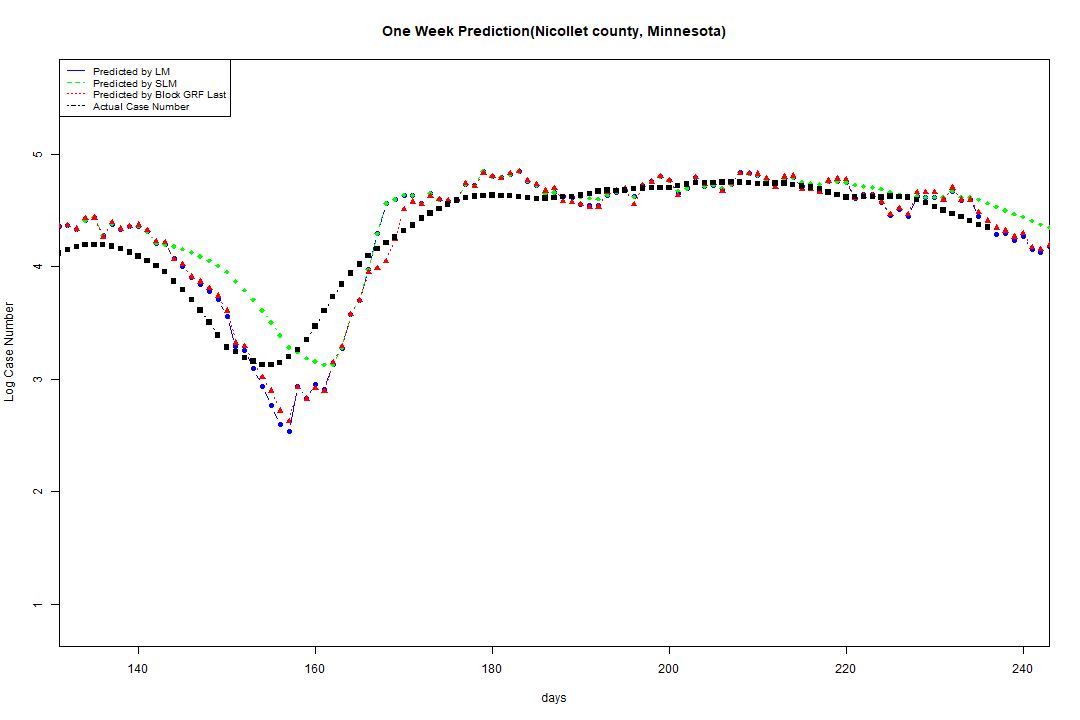 One Week Prediction(Nicollet county, Minnesota)
Predicted by LM
Predicted by SLM
Predicted by Block GRF Last
Actual Case Number
5
4
3
2
1
Log Case Number
140 160 180 200 220 240
days